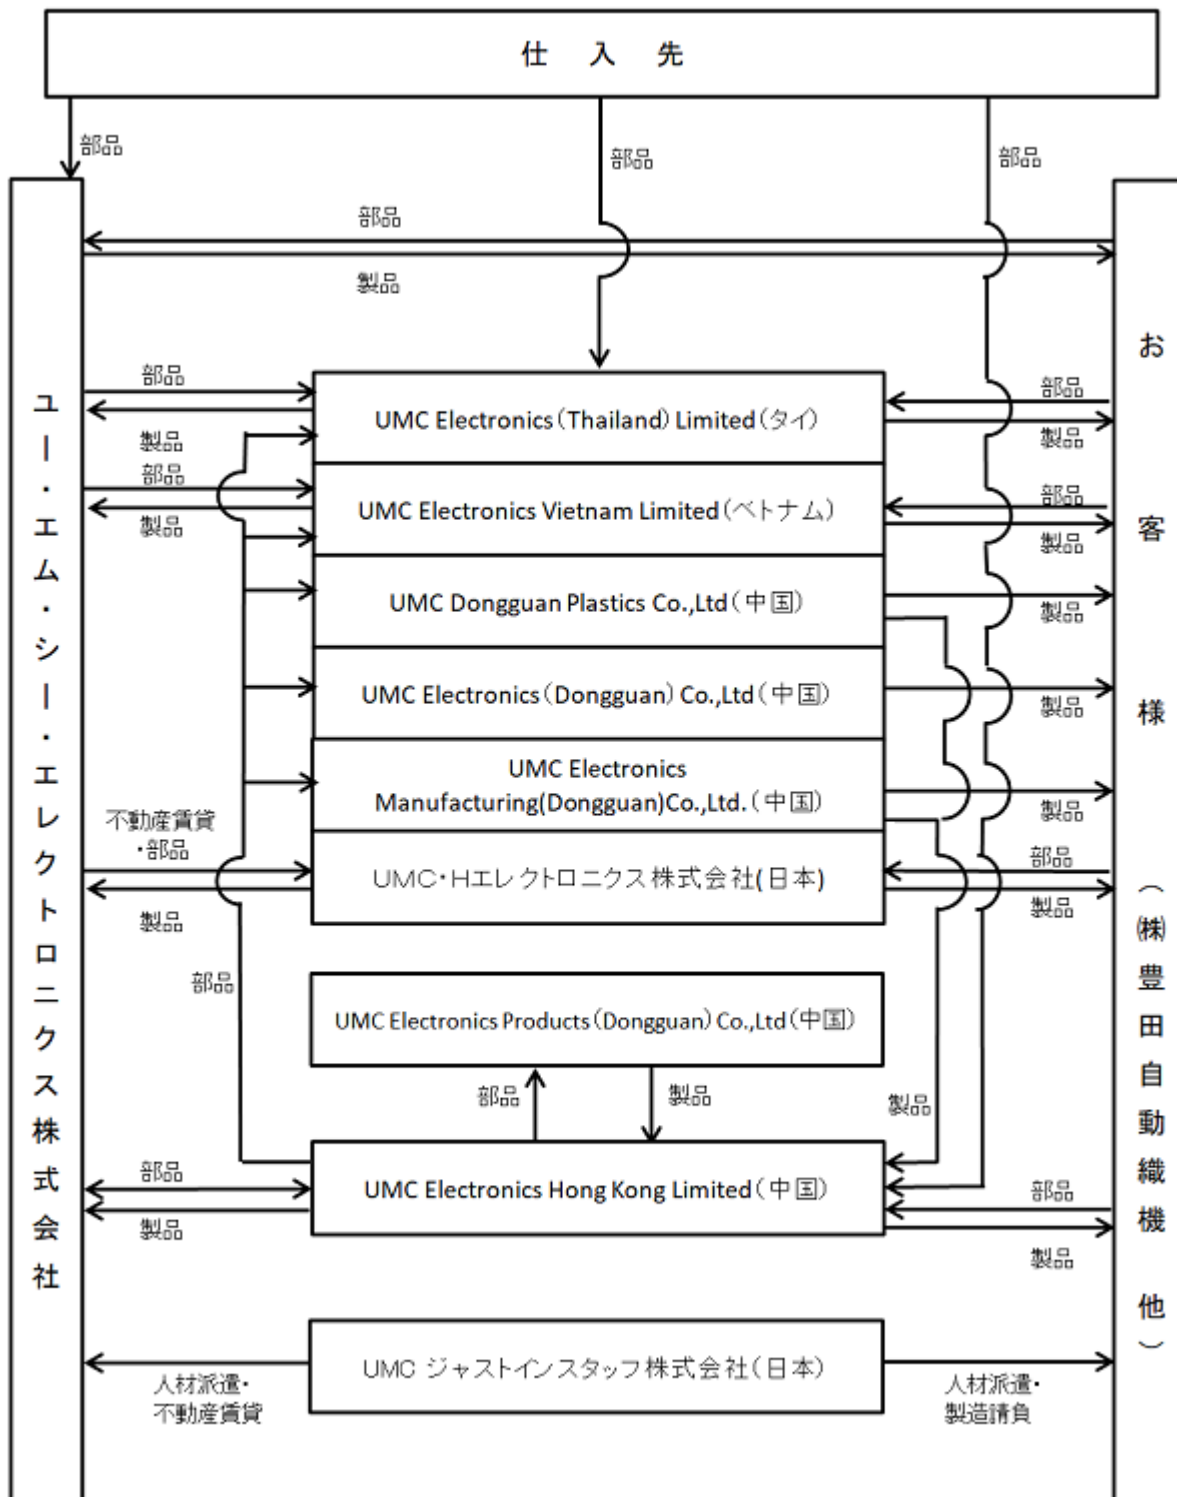 仕 入 先
部品
部品
部品
ユー・エム・シー・エレクトロニクス株式会社
お客様(㈱豊田自動織機 他)
部品
製品
部品
製品
UMC Electronics(Thailand) Limited(タイ)
部品
製品
部品
製品
UMC Electronics Vietnam Limited(ベトナム)
部品
製品
UMC Dongguan Plastics Co.,Ltd(中国)
製品
UMC Electronics(Dongguan) Co.,Ltd(中国)
製品
UMC Electronics
Manufacturing(Dongguan)Co.,Ltd.(中国)
製品
不動産賃貸
・部品
製品
UMC・Hエレクトロニクス株式会社(日本)
部品
製品
部品
UMC Electronics Products(Dongguan) Co.,Ltd(中国)
部品
製品
製品
部品
製品
UMC Electronics Hong Kong Limited(中国)
部品
製品
UMC ジャストインスタッフ株式会社(日本)
人材派遣・
不動産賃貸
人材派遣・
製造請負